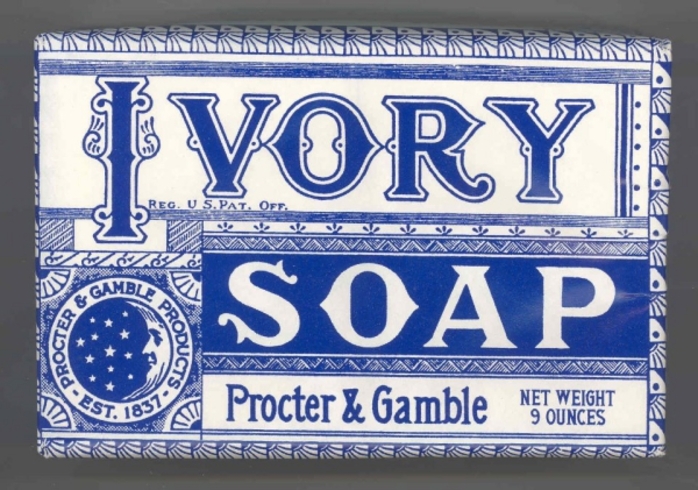 IVORY
REG. U.S. PAT. OFF.
SOAP
PROCTER & GAMBLE PRODUCTS
- EST. 1837 -
Procter & Gamble
NET WEIGHT
9 OUNCES